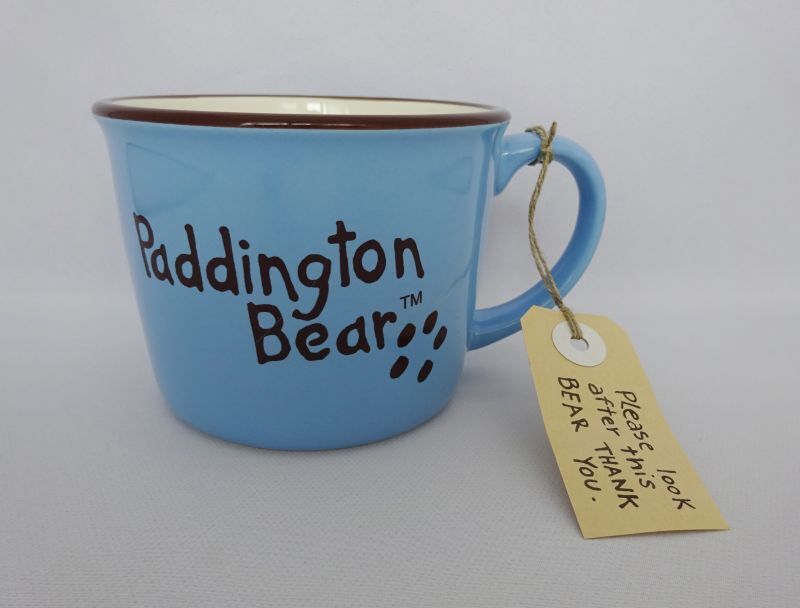 Paddington
Bear™
Please look
after this
BEAR THANK
YOU.